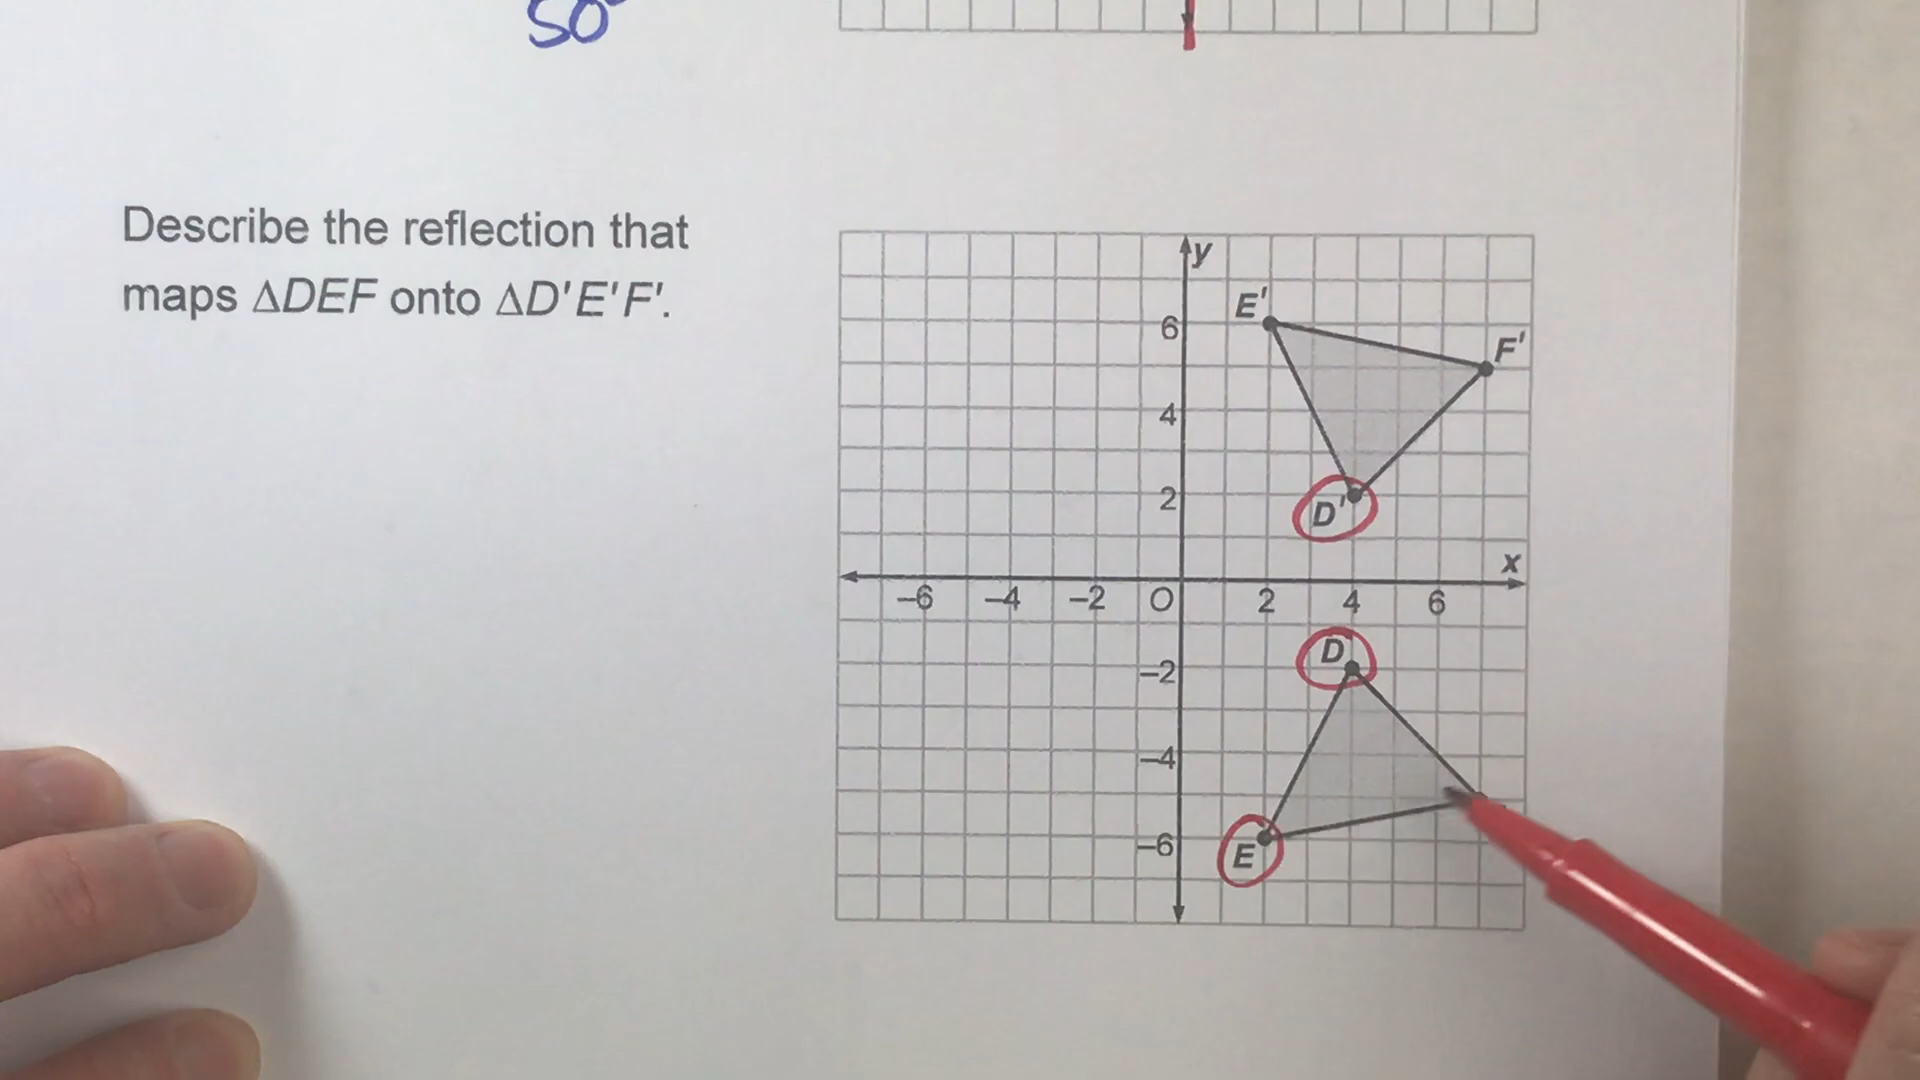 50°
Describe the reflection that
maps ΔDEF onto ΔD'E'F'.
y
E'
6
F'
4
2
D'
x
–6 –4 –2 O 2 4 6
D
–2
–4
–6
E